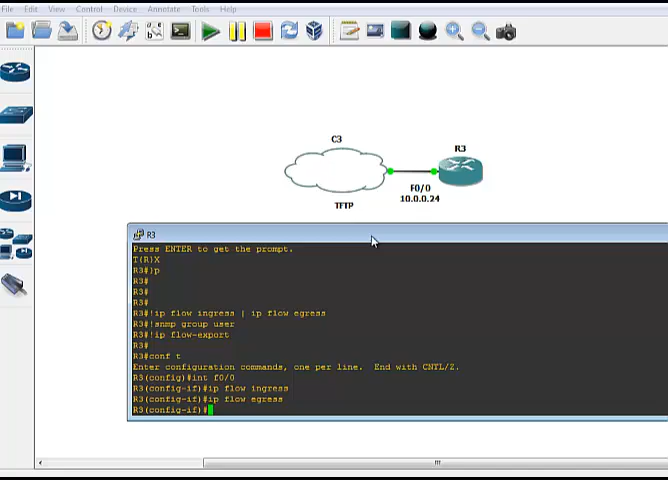 File Edit View Control Device Annotate Tools Help
C3
R3
F0/0
10.0.0.24
TFTP
R3
Press ENTER to get the prompt.
T(R)X
R3#)p
R3#
R3#
R3#
R3#!ip flow ingress | ip flow egress
R3#!snmp group user
R3#!ip flow-export
R3#
R3#conf t
Enter configuration commands, one per line.  End with CNTL/Z.
R3(config)#int f0/0
R3(config-if)#ip flow ingress
R3(config-if)#ip flow egress
R3(config-if)#